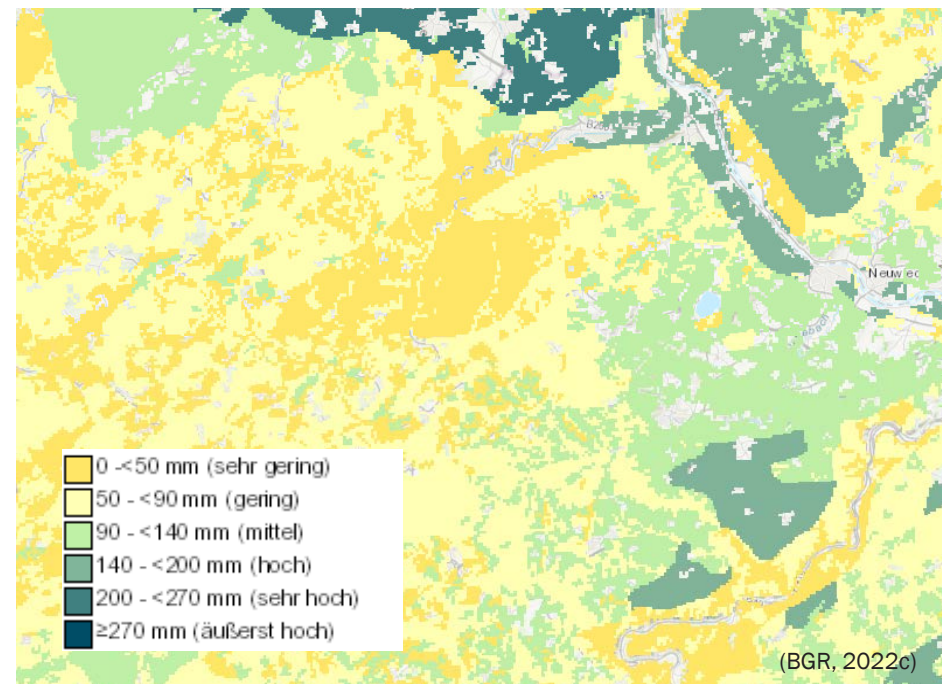 Neuwied
0 -<50 mm (sehr gering)
50 - <90 mm (gering)
90 - <140 mm (mittel)
140 - <200 mm (hoch)
200 - <270 mm (sehr hoch)
≥270 mm (äußerst hoch)
(BGR, 2022c)